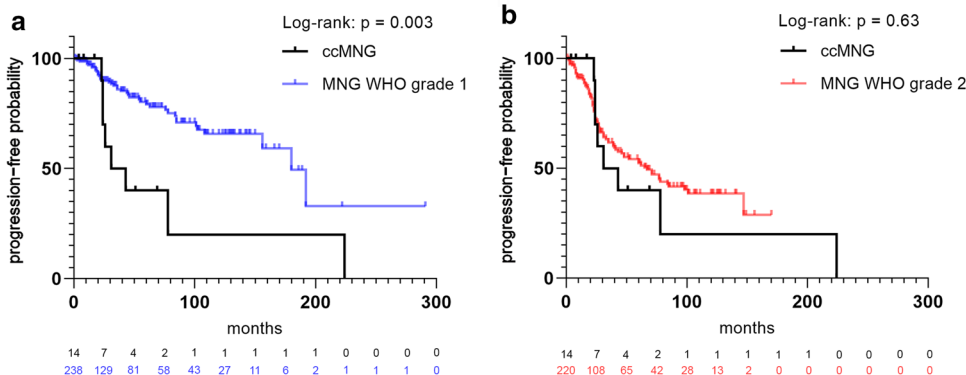 a
Log-rank: p = 0.003
ccMNG
MNG WHO grade 1
progression-free probability
100
50
0
0 100 200 300
months
14 7 4 2 1 1 1 1 1 0 0 0 0
238 129 81 58 43 27 11 6 2 1 1 1 0
b
Log-rank: p = 0.63
ccMNG
MNG WHO grade 2
progression-free probability
100
50
0
0 100 200 300
months
14 7 4 2 1 1 1 1 1 0 0 0 0
220 108 65 42 28 13 2 0 0 0 0 0 0